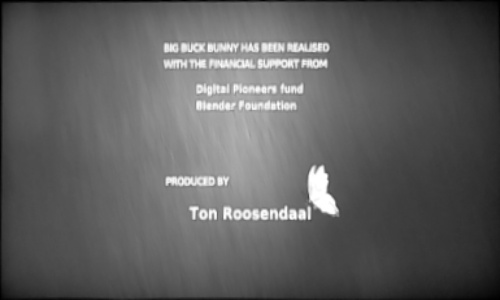 BIG BUCK BUNNY HAS BEEN REALISED
WITH THE FINANCIAL SUPPORT FROM
Digital Pioneers fund
Blender Foundation
PRODUCED BY
Ton Roosendaal